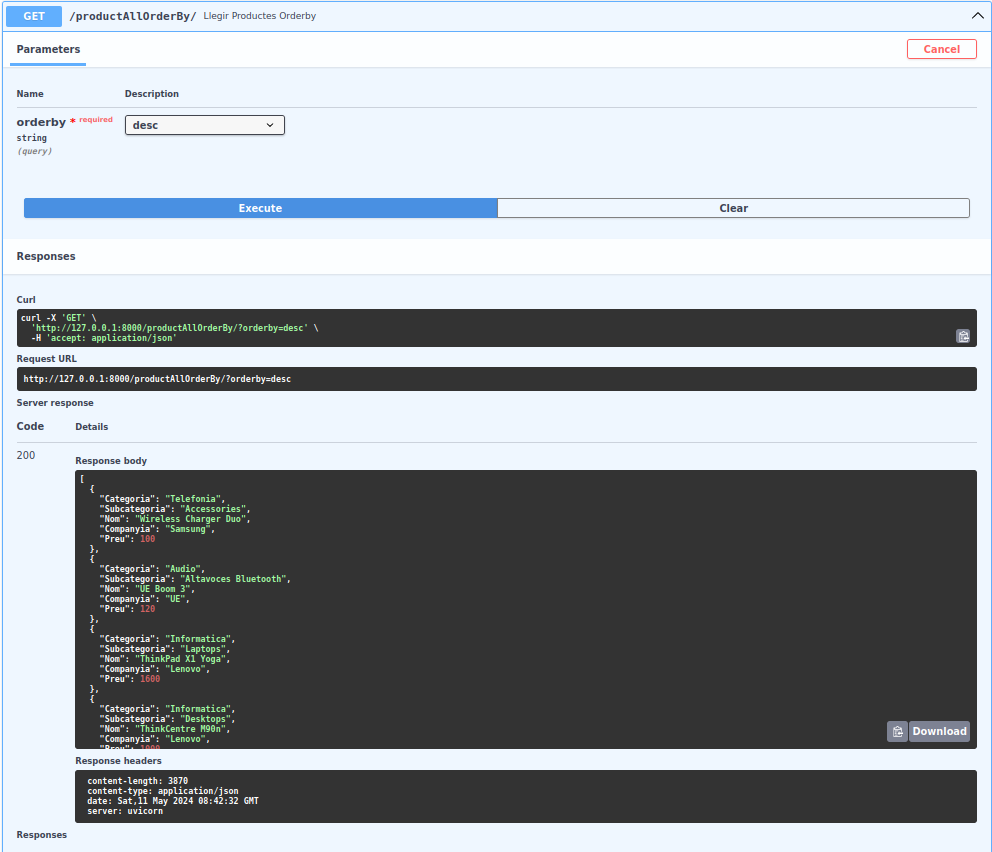 GET /productAllOrderBy/ Llegir Productes Orderby
Parameters
Cancel
Name Description
orderby * required
string
(query)
desc
Execute Clear
Responses
Curl
curl -X 'GET' \
'http://127.0.0.1:8000/productAllOrderBy/?orderby=desc' \
-H 'accept: application/json'
Request URL
http://127.0.0.1:8000/productAllOrderBy/?orderby=desc
Server response
Code Details
200
Response body
[
{
"Categoria": "Telefonia",
"Subcategoria": "Accessories",
"Nom": "Wireless Charger Duo",
"Companyia": "Samsung",
"Preu": 100
},
{
"Categoria": "Audio",
"Subcategoria": "Altavoces Bluetooth",
"Nom": "UE Boom 3",
"Companyia": "UE",
"Preu": 120
},
{
"Categoria": "Informatica",
"Subcategoria": "Laptops",
"Nom": "ThinkPad X1 Yoga",
"Companyia": "Lenovo",
"Preu": 1600
},
{
"Categoria": "Informatica",
"Subcategoria": "Desktops",
"Nom": "ThinkCentre M90n",
"Companyia": "Lenovo",
"Preu":
Download
Response headers
content-length: 3870
content-type: application/json
date: Sat,11 May 2024 08:42:32 GMT
server: uvicorn
Responses